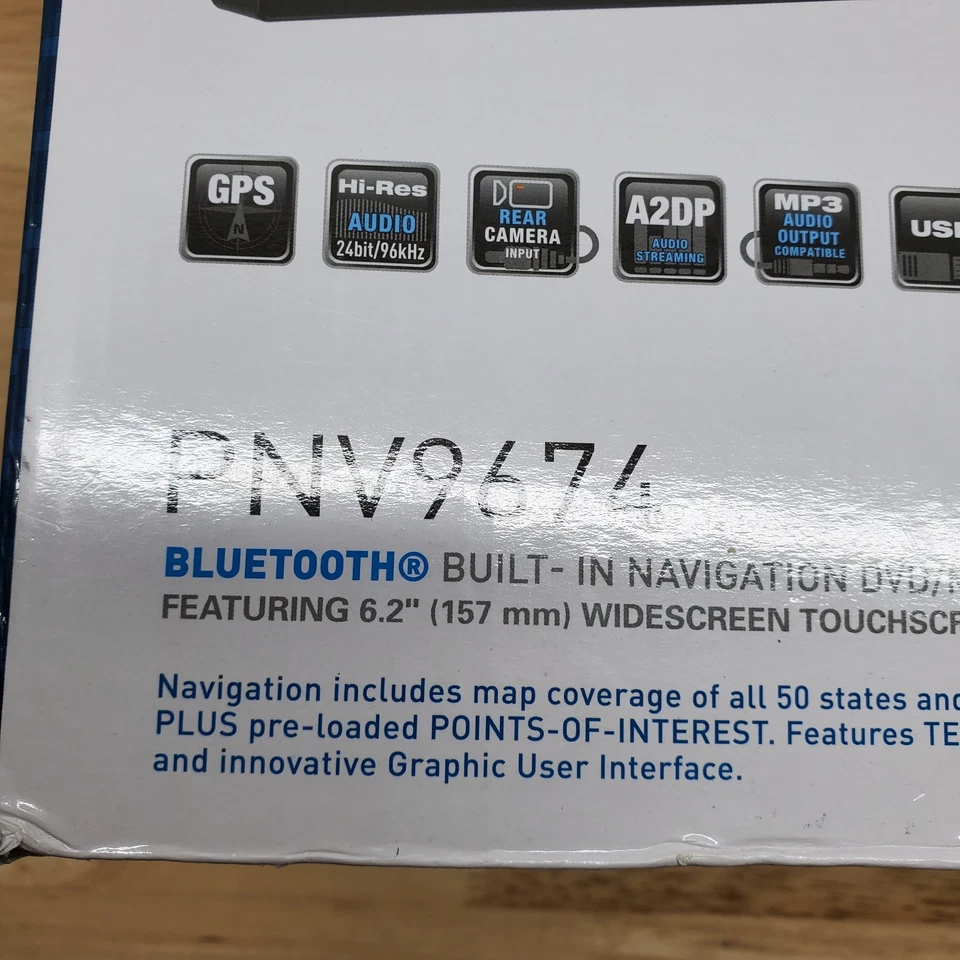 GPS
N
Hi-Res
AUDIO
24bit/96kHz
REAR
CAMERA
INPUT
A2DP
AUDIO
STREAMING
MP3
AUDIO
OUTPUT
COMPATIBLE
PNV9674
BLUETOOTH® BUILT- IN NAVIGATION DVD/
FEATURING 6.2" (157 mm) WIDESCREEN
Navigation includes map coverage of all 50 states
PLUS pre-loaded POINTS-OF-INTEREST. Features
and innovative Graphic User Interface.